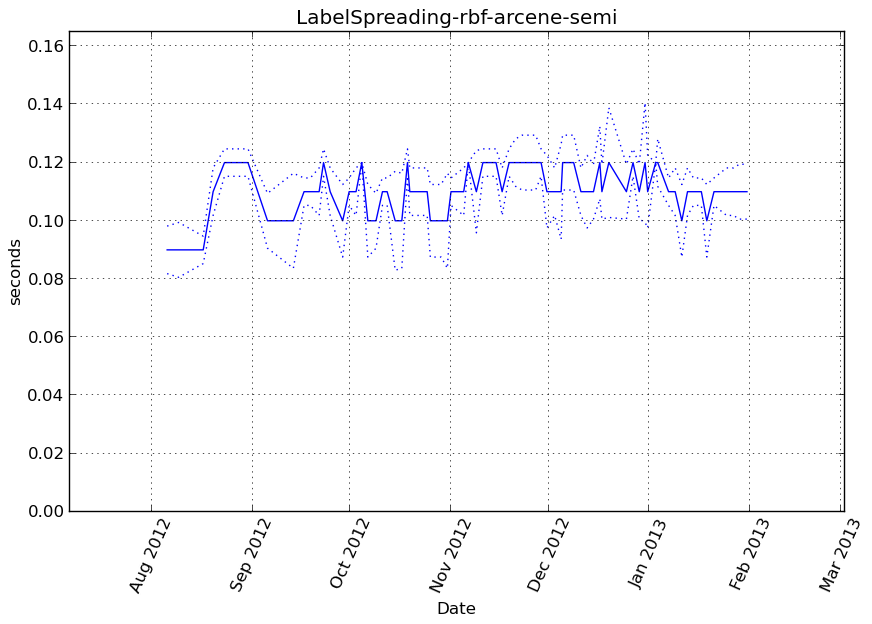 LabelSpreading-rbf-arcene-semi
0.16
0.14
0.12
0.10
0.08
0.06
0.04
0.02
0.00
seconds
Aug 2012
Sep 2012
Oct 2012
Nov 2012
Dec 2012
Jan 2013
Feb 2013
Mar 2013
Date